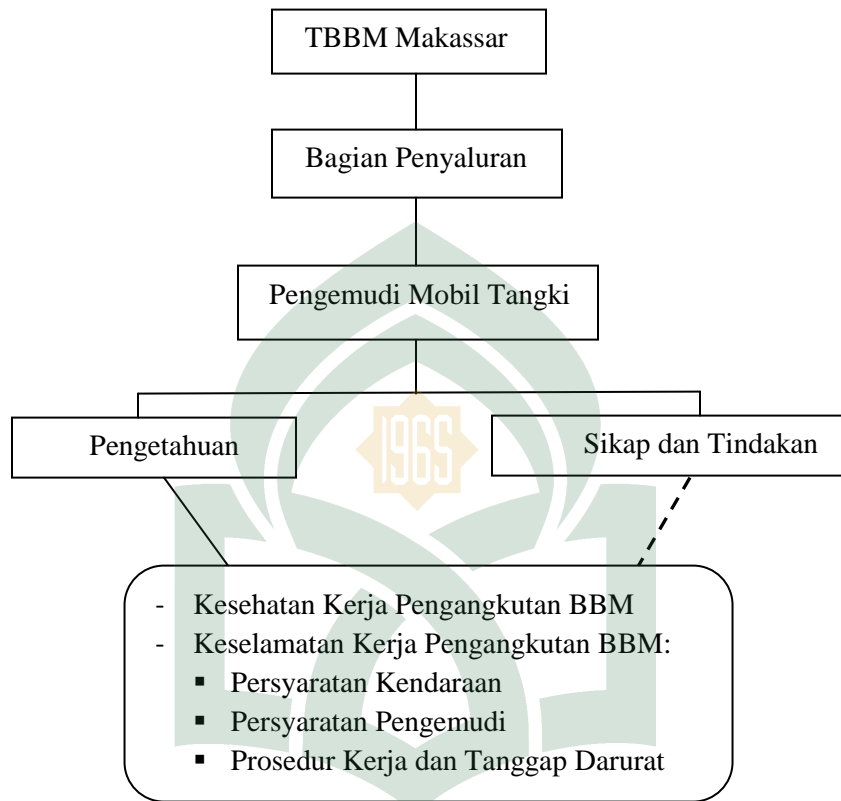 TBBM Makassar
Bagian Penyaluran
Pengemudi Mobil Tangki
1965
Pengetahuan
Sikap dan Tindakan
- Kesehatan Kerja Pengangkutan BBM
- Keselamatan Kerja Pengangkutan BBM:
▪ Persyaratan Kendaraan
▪ Persyaratan Pengemudi
▪ Prosedur Kerja dan Tanggap Darurat